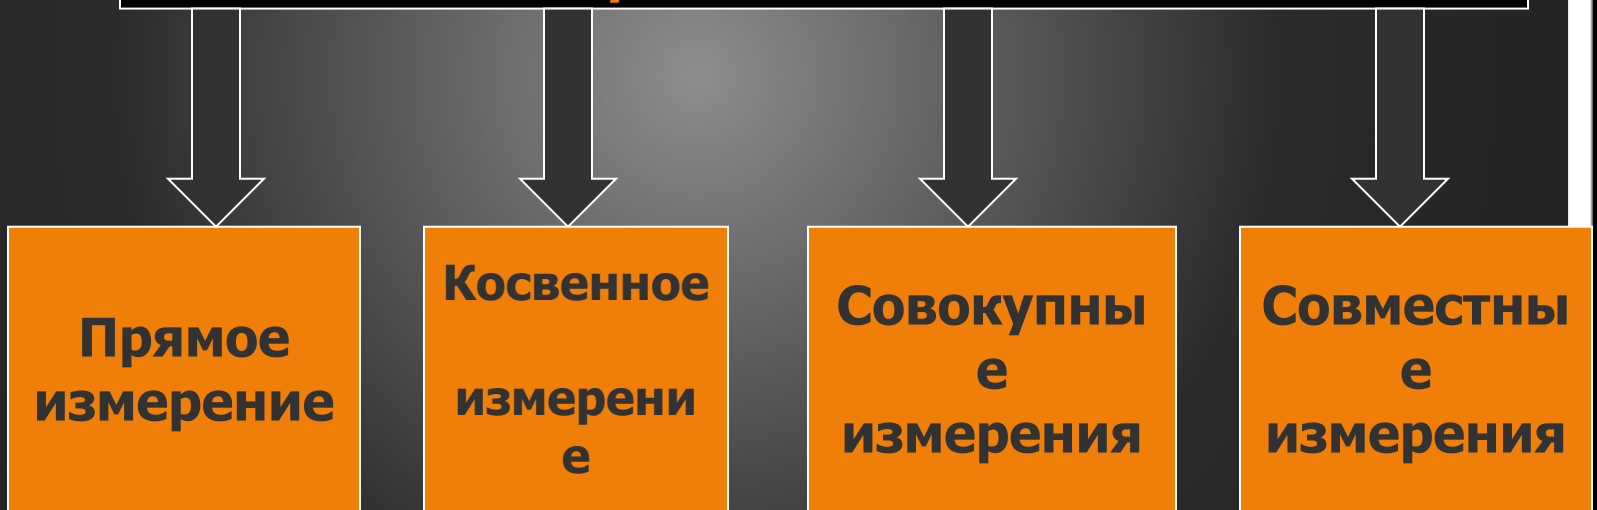 Прямое
измерение
Косвенное
измерени
е
Совокупны
е
измерения
Совместны
е
измерения